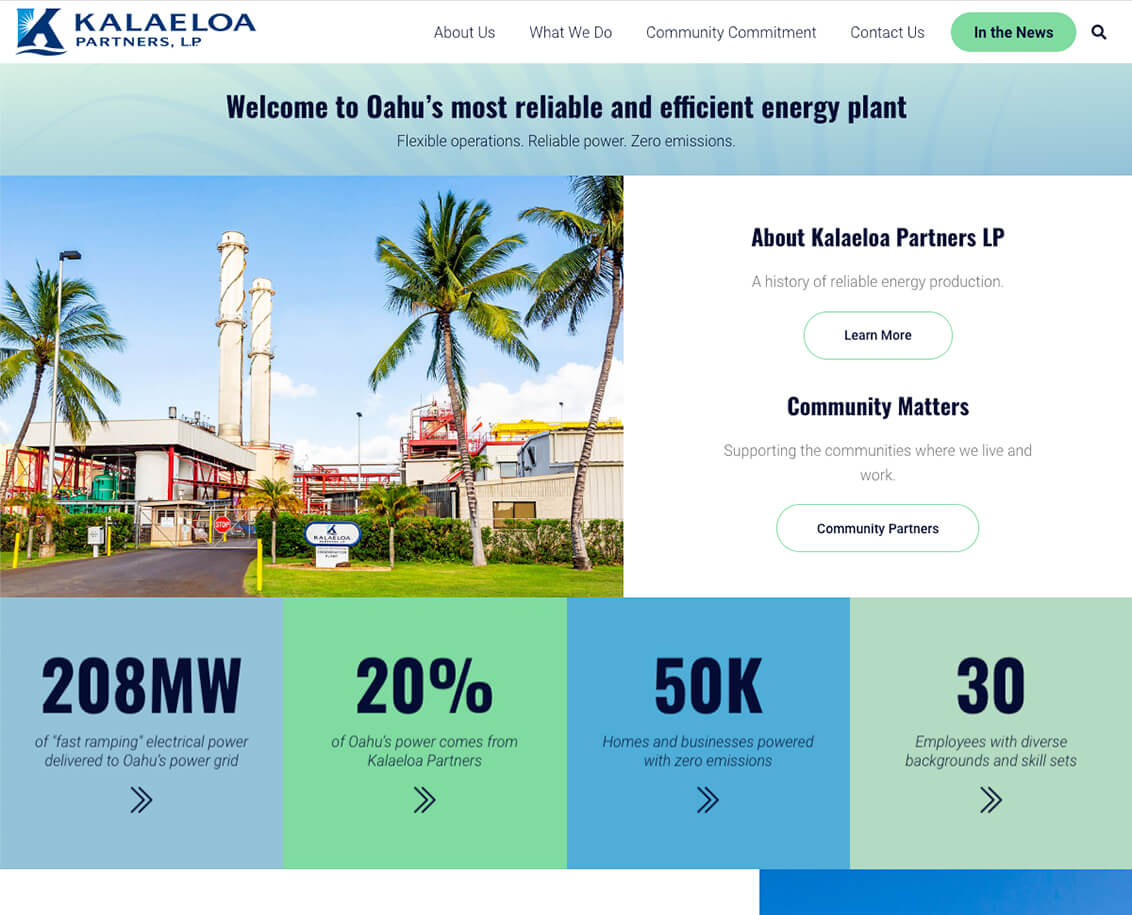 KALAELOA
PARTNERS, LP
About Us
What We Do
Community Commitment
Contact Us
In the News
Welcome to Oahu’s most reliable and efficient energy plant
Flexible operations. Reliable power. Zero emissions.
About Kalaeloa Partners LP
A history of reliable energy production.
Learn More
Community Matters
Supporting the communities where we live and
work.
Community Partners
STOP
KALAELOA
PARTNERS, L.P.
COGENERATION
PLANT
208MW
of "fast ramping" electrical power
delivered to Oahu’s power grid
20%
of Oahu’s power comes from
Kalaeloa Partners
50K
Homes and businesses powered
with zero emissions
30
Employees with diverse
backgrounds and skill sets